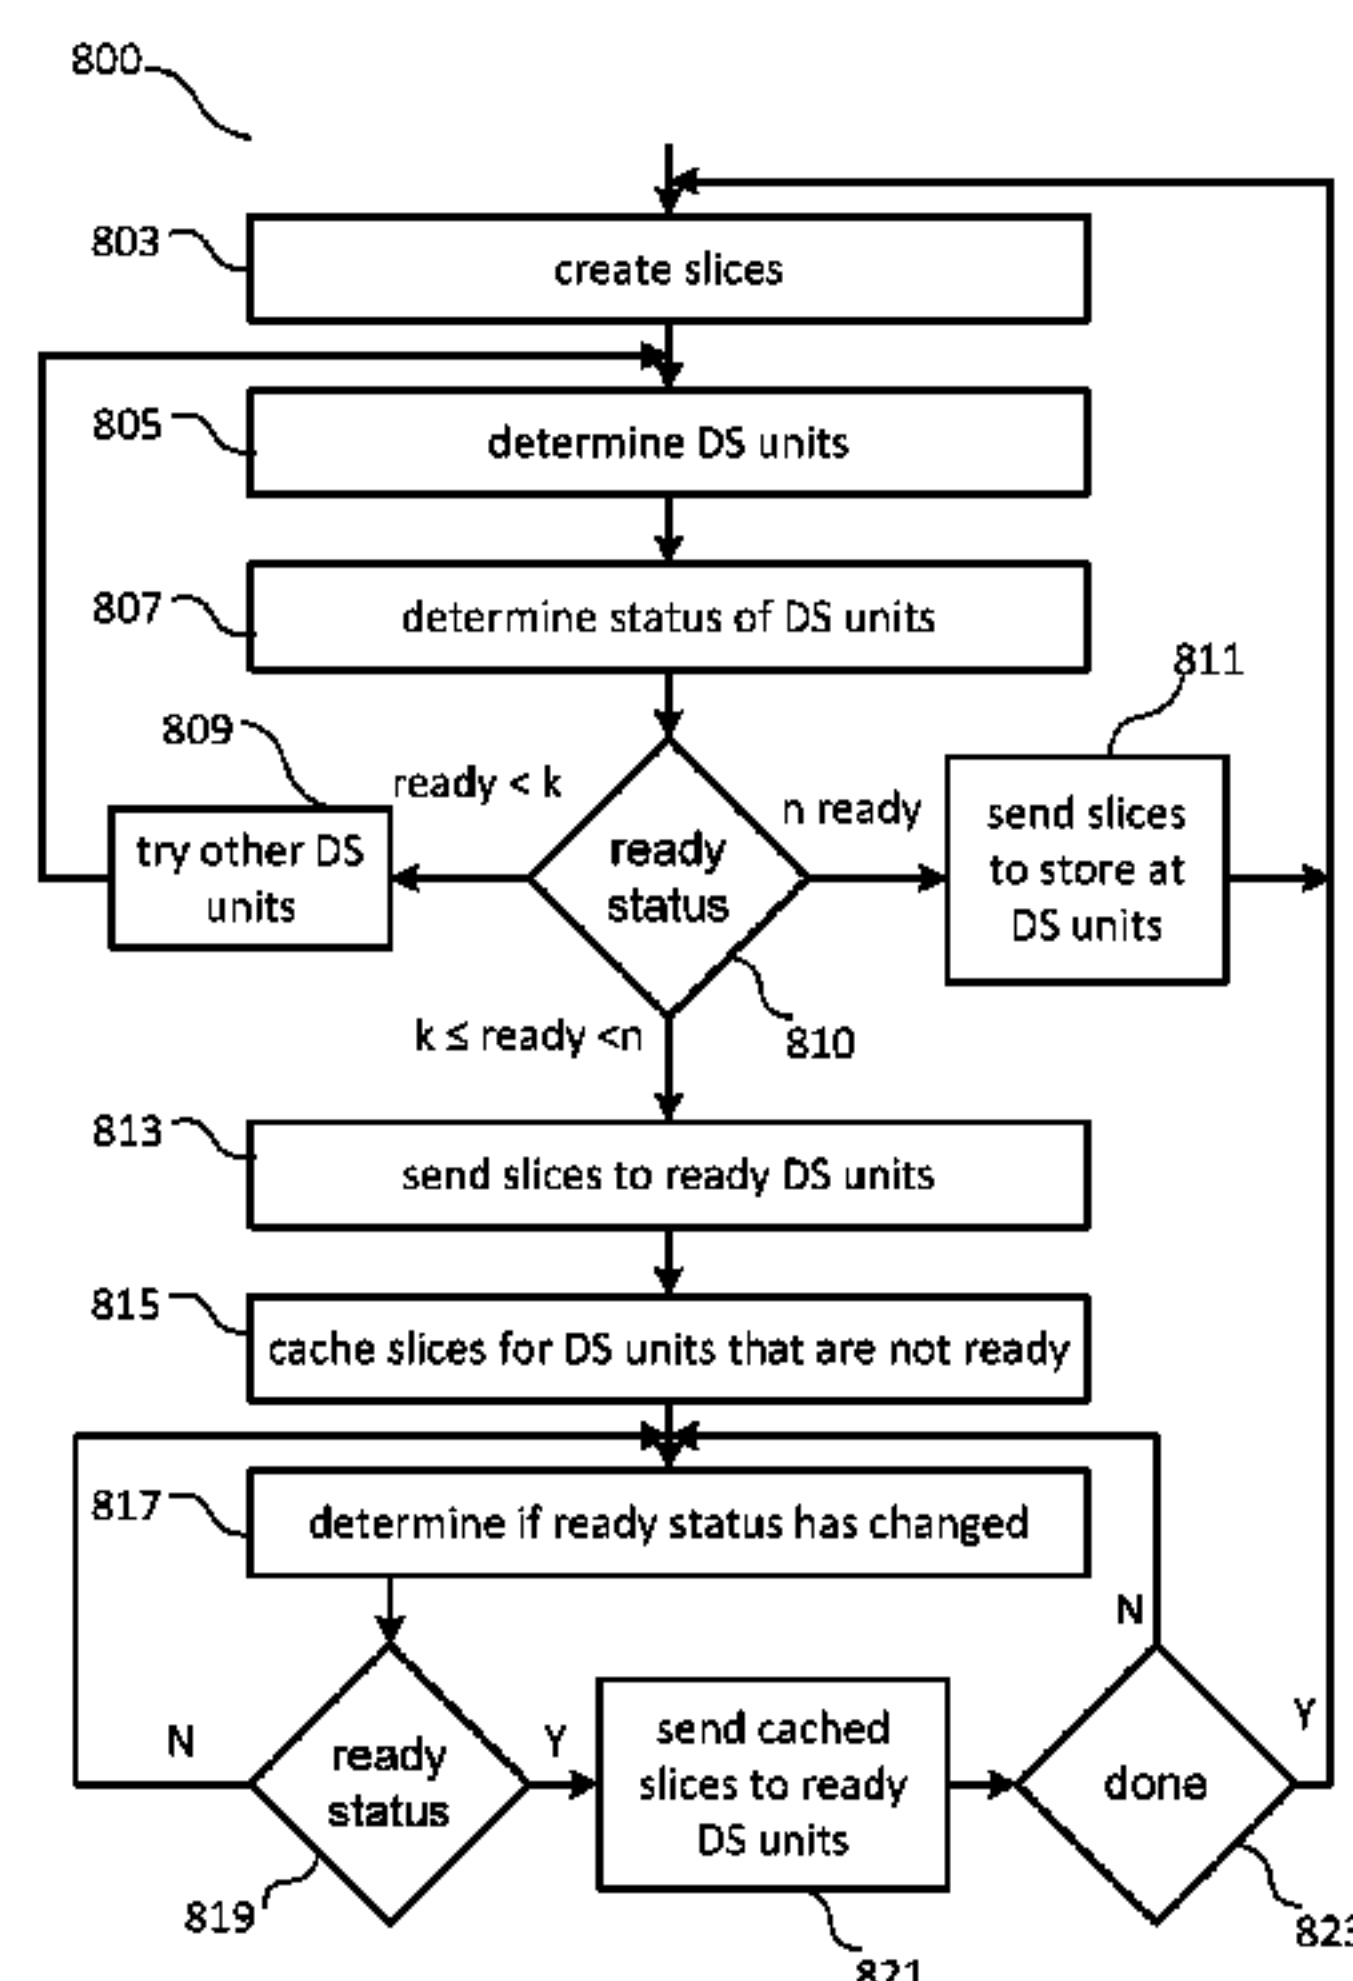 800
803
create slices
805
determine DS units
807
determine status of DS units
811
809
ready < k
n ready
try other DS
units
ready
status
send slices
to store at
DS units
k ≤ ready <n
810
813
send slices to ready DS units
815
cache slices for DS units that are not ready
817
determine if ready status has changed
N
N
Y
ready
status
Y
send cached
slices to ready
DS units
done
819
821
823